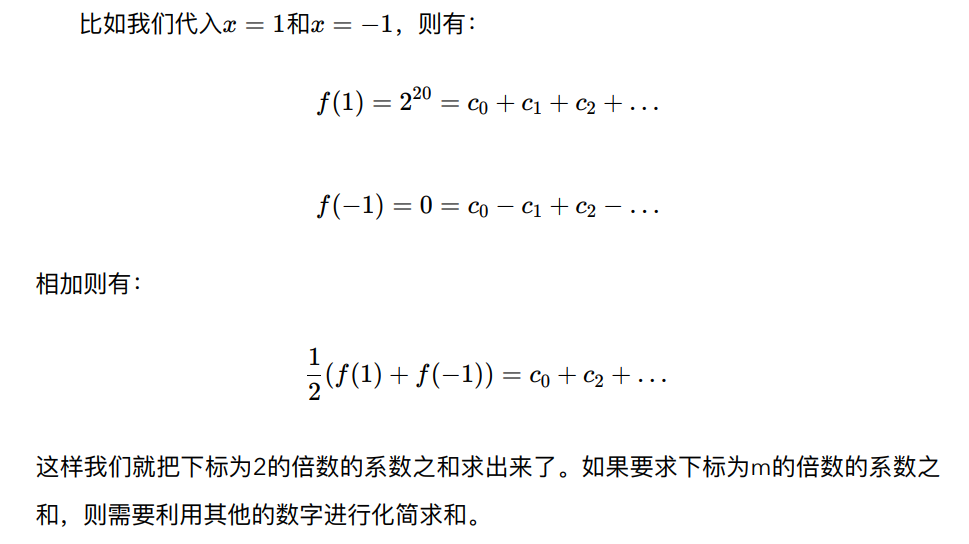 比如我们代入x = 1和x = −1，则有：
f(1) = 2^{20} = c_0 + c_1 + c_2 + …
f(−1) = 0 = c_0 − c_1 + c_2 − …
相加则有：
\frac{1}{2}(f(1) + f(−1)) = c_0 + c_2 + …
这样我们就把下标为2的倍数的系数之和求出来了。如果要求下标为m的倍数的系数之
和，则需要利用其他的数字进行化简求和。